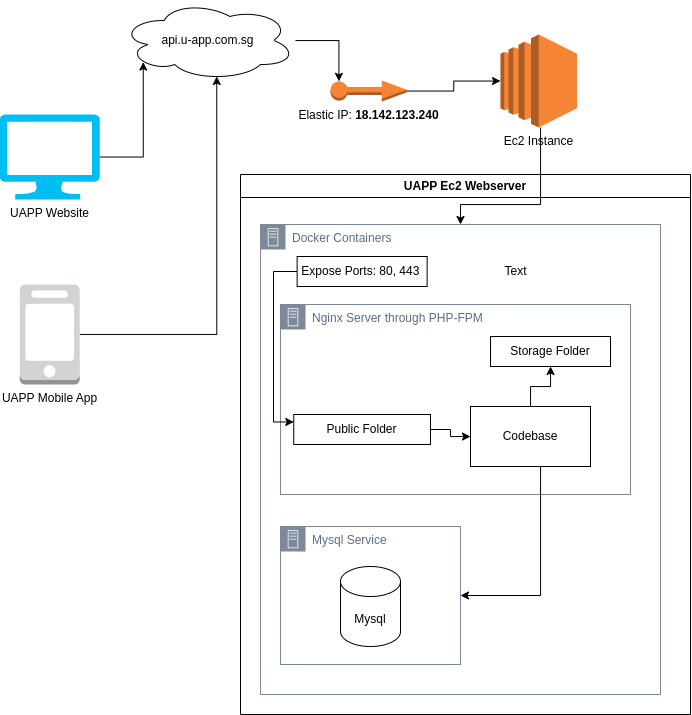 api.u-app.com.sg
Elastic IP: 18.142.123.240
Ec2 Instance
UAPP Website
UAPP Mobile App
UAPP Ec2 Webserver
Docker Containers
Expose Ports: 80, 443
Text
Nginx Server through PHP-FPM
Storage Folder
Public Folder
Codebase
Mysql Service
Mysql